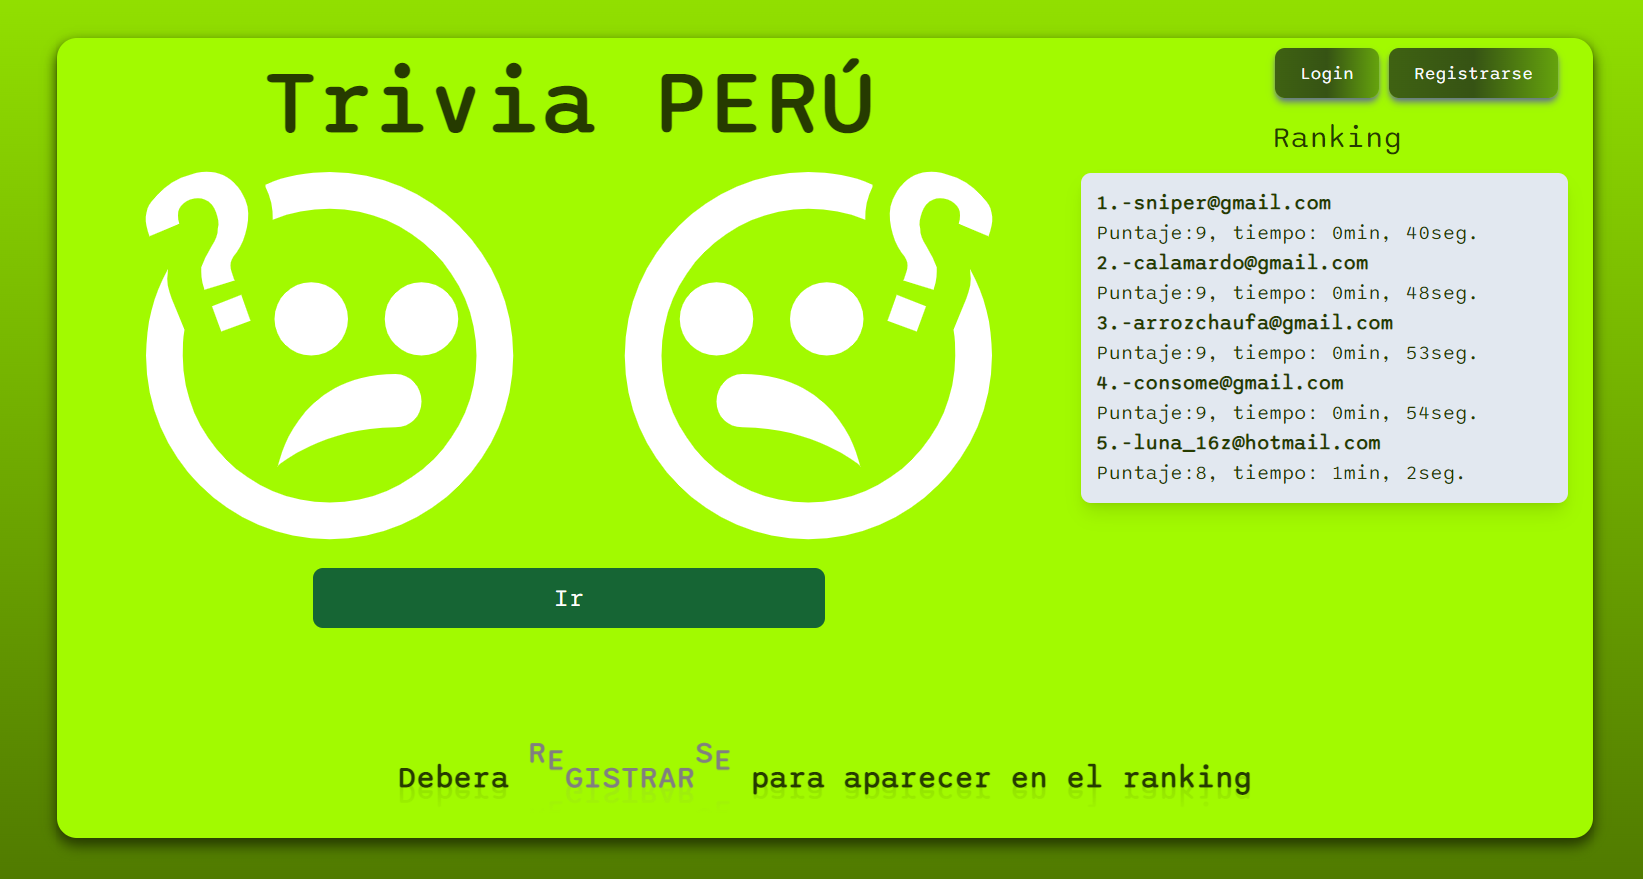 Trivia PERÚ
Login
Registrarse
Ranking
1.-sniper@gmail.com
Puntaje:9, tiempo: 0min, 40seg.
2.-calamardo@gmail.com
Puntaje:9, tiempo: 0min, 48seg.
3.-arrozchaufa@gmail.com
Puntaje:9, tiempo: 0min, 53seg.
4.-consome@gmail.com
Puntaje:9, tiempo: 0min, 54seg.
5.-luna_16z@hotmail.com
Puntaje:8, tiempo: 1min, 2seg.
Ir
Debera REGISTRARSE para aparecer en el ranking